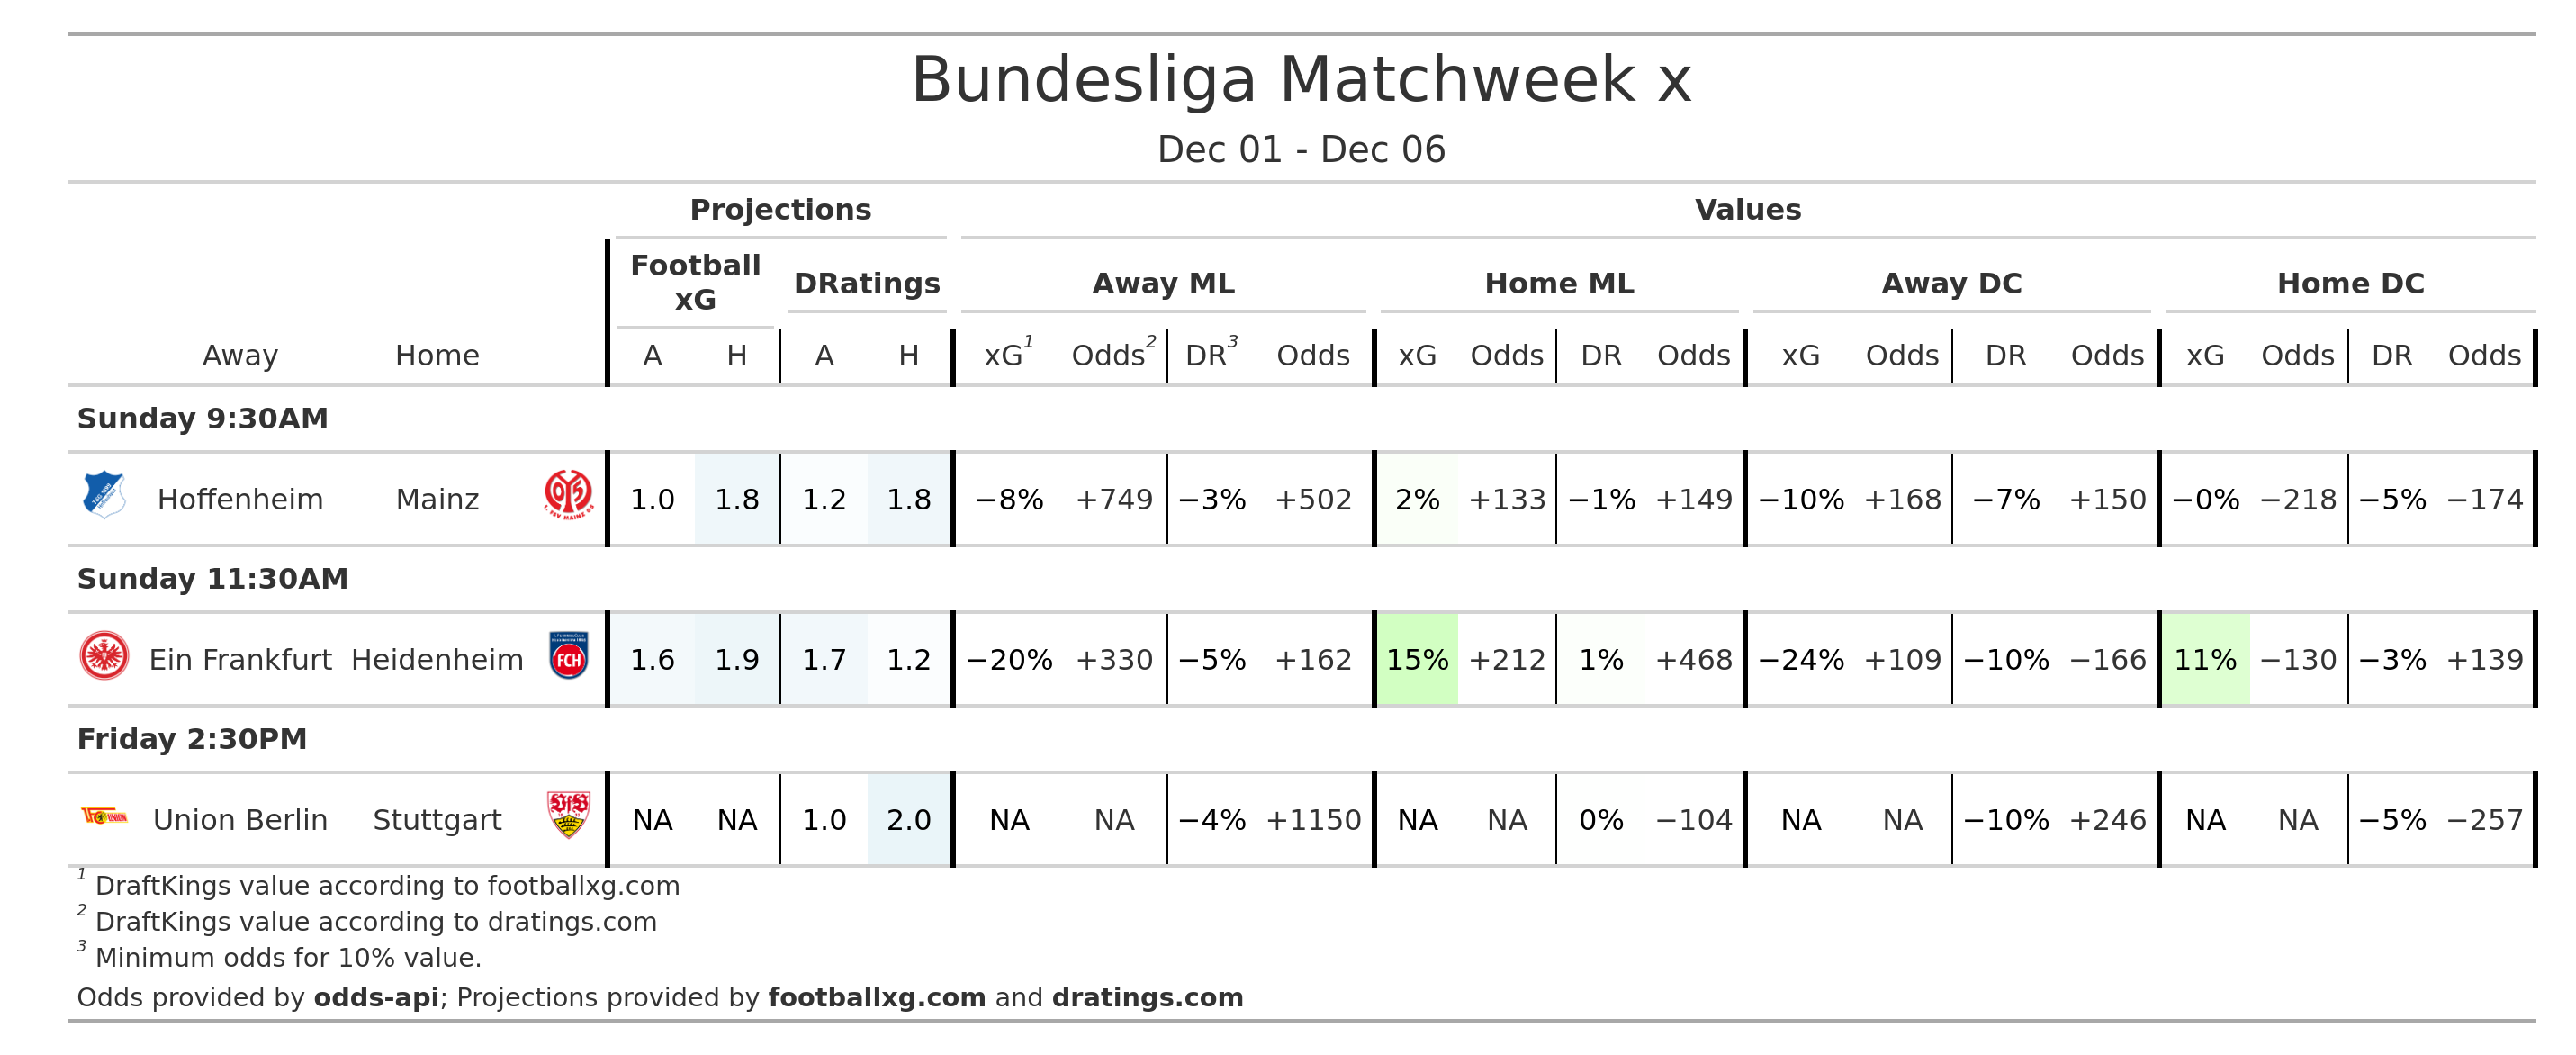 Bundesliga Matchweek x
Dec 01 - Dec 06
Projections Values
Football xG DRatings Away ML Home ML Away DC Home DC
Away Home A H A H xG1 Odds2 DR3 Odds xG Odds DR Odds xG Odds DR Odds xG Odds DR Odds
Sunday 9:30AM
Hoffenheim Mainz 1.0 1.8 1.2 1.8 −8% +749 −3% +502 2% +133 −1% +149 −10% +168 −7% +150 −0% −218 −5% −174
Sunday 11:30AM
Ein Frankfurt Heidenheim FCH 1.6 1.9 1.7 1.2 −20% +330 −5% +162 15% +212 1% +468 −24% +109 −10% −166 11% −130 −3% +139
Friday 2:30PM
Union Berlin Stuttgart NA NA 1.0 2.0 NA NA −4% +1150 NA NA 0% −104 NA NA −10% +246 NA NA −5% −257
1 DraftKings value according to footballxg.com
2 DraftKings value according to dratings.com
3 Minimum odds for 10% value.
Odds provided by odds-api; Projections provided by footballxg.com and dratings.com